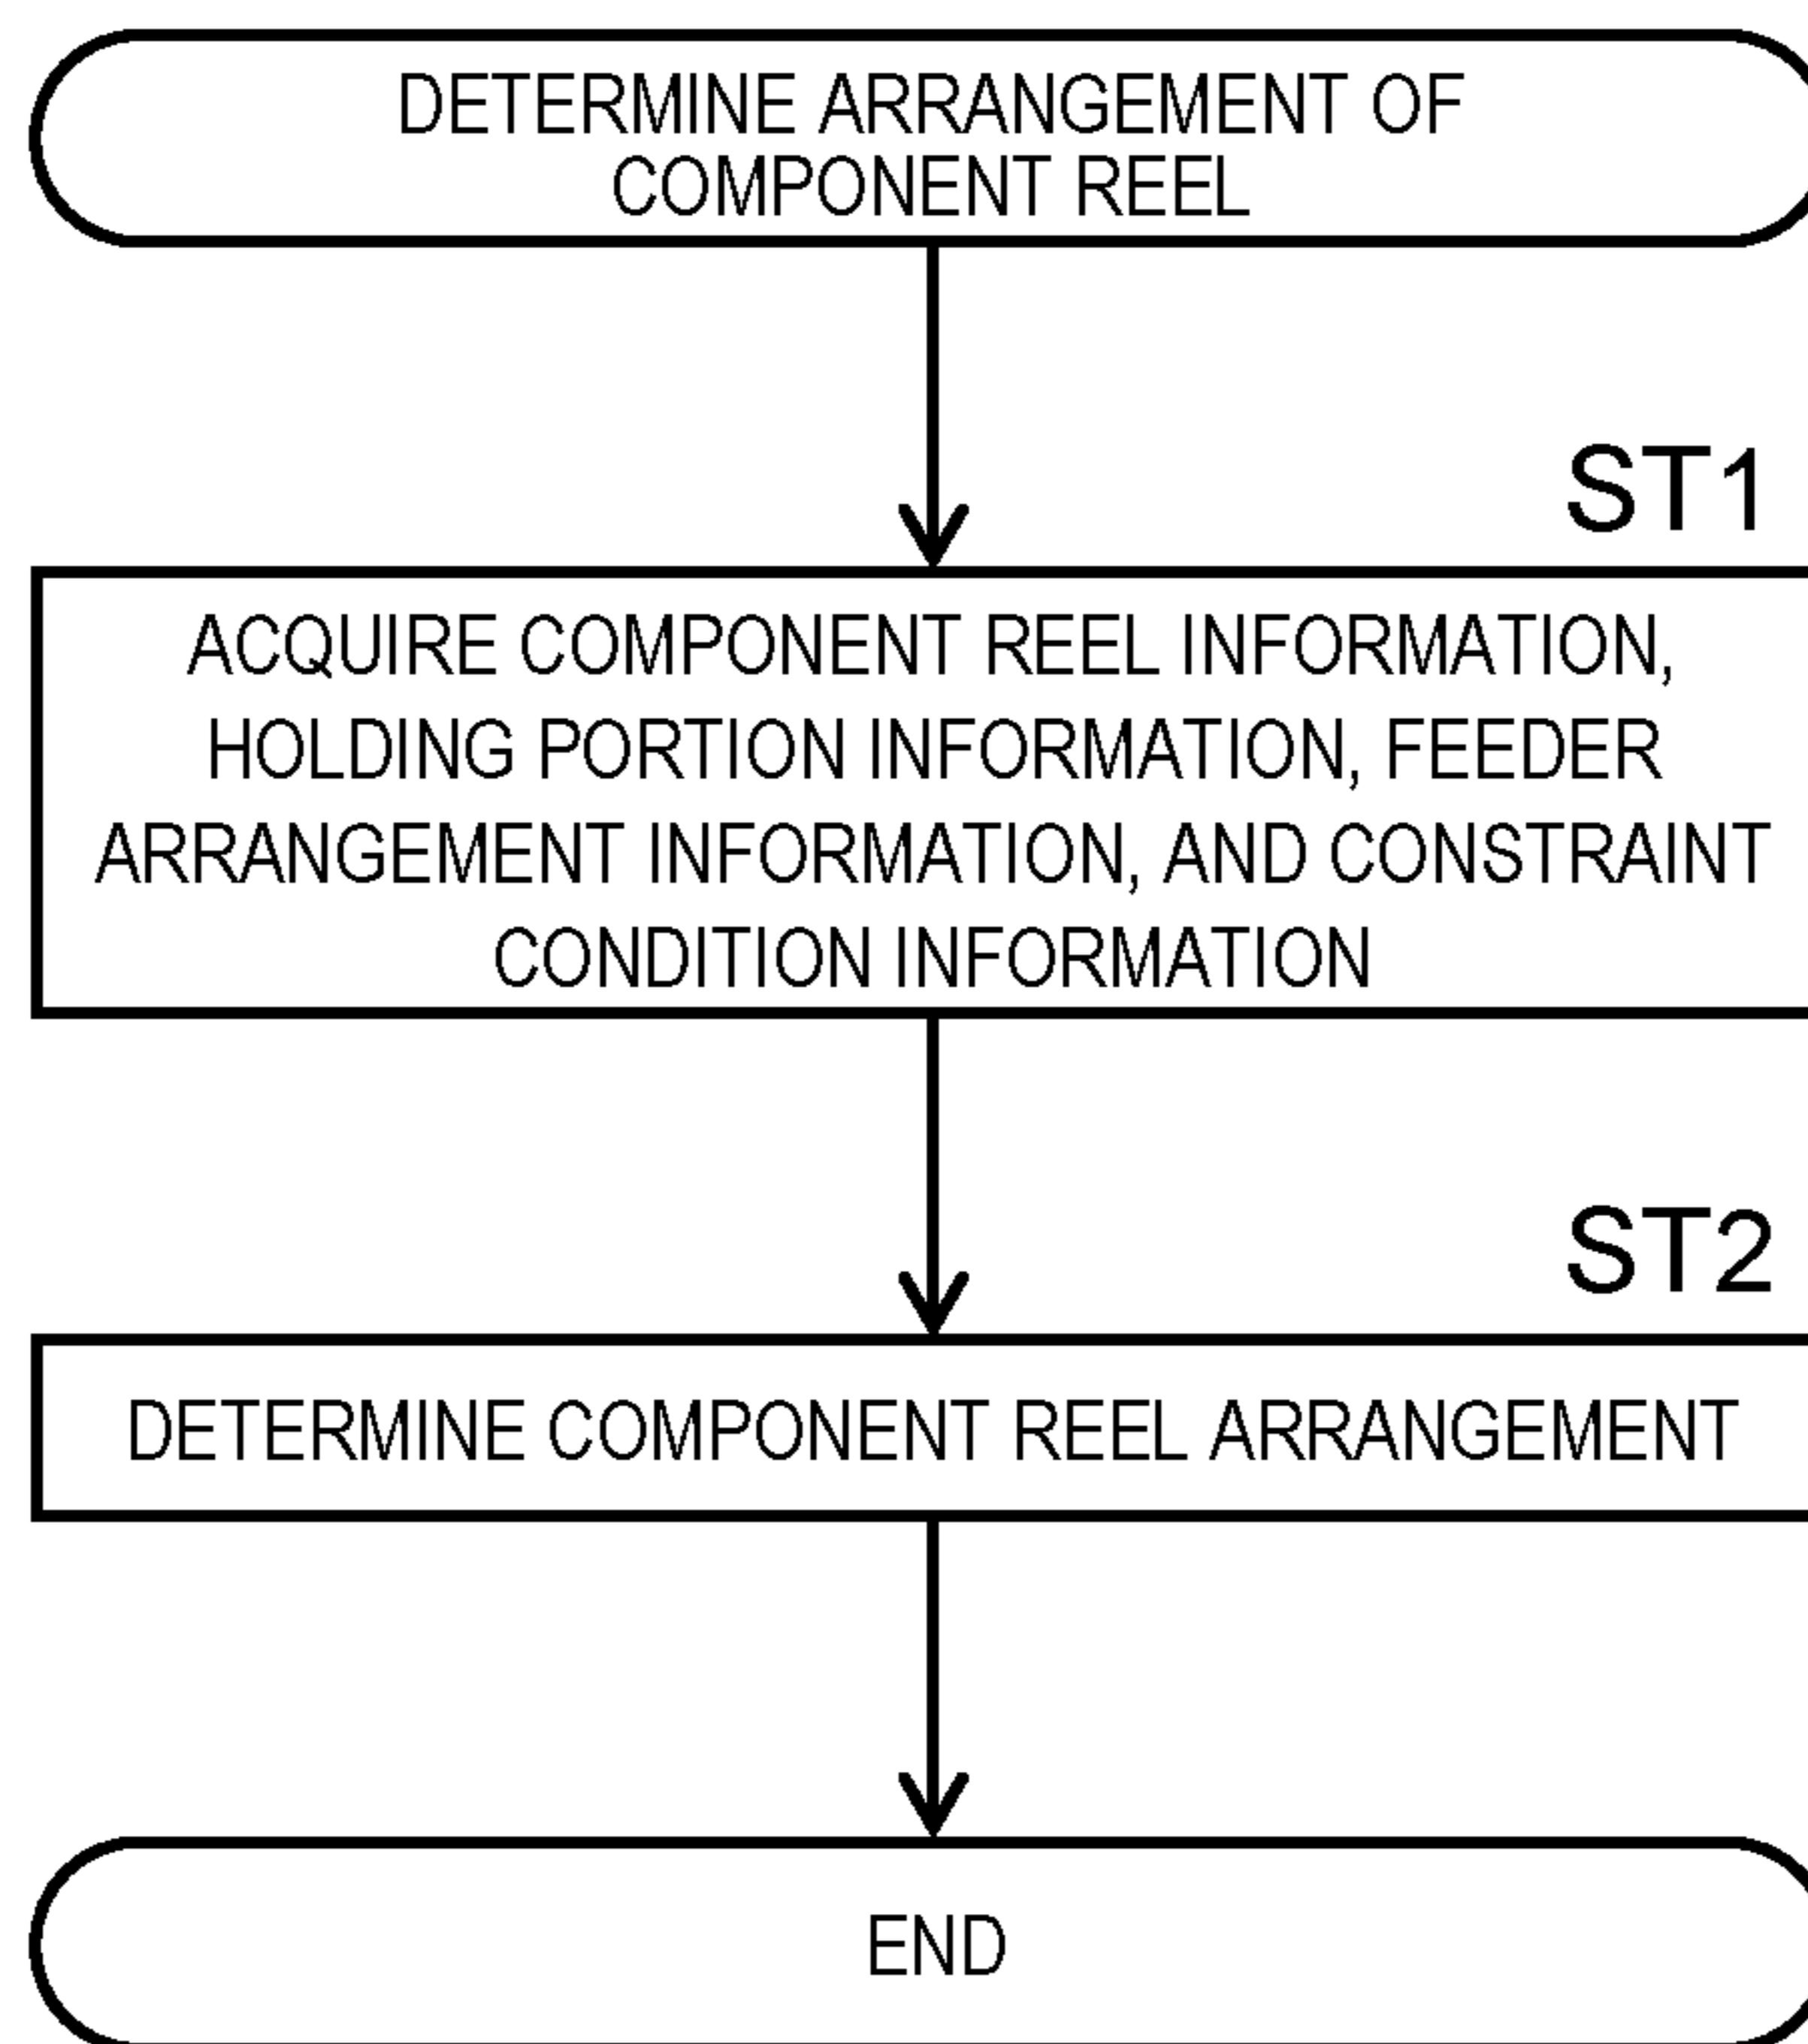 DETERMINE ARRANGEMENT OF
COMPONENT REEL
ST1
ACQUIRE COMPONENT REEL INFORMATION,
HOLDING PORTION INFORMATION, FEEDER
ARRANGEMENT INFORMATION, AND CONSTRAINT
CONDITION INFORMATION
ST2
DETERMINE COMPONENT REEL ARRANGEMENT
END